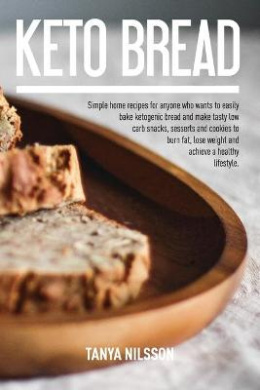 KETO BREAD
Simple home recipes for anyone who wants to easily
bake ketogenic bread and make tasty low
carb snacks, sesserts and cookies to
burn fat, lose weight and
achieve a healthy
lifestyle.
TANYA NILSSON